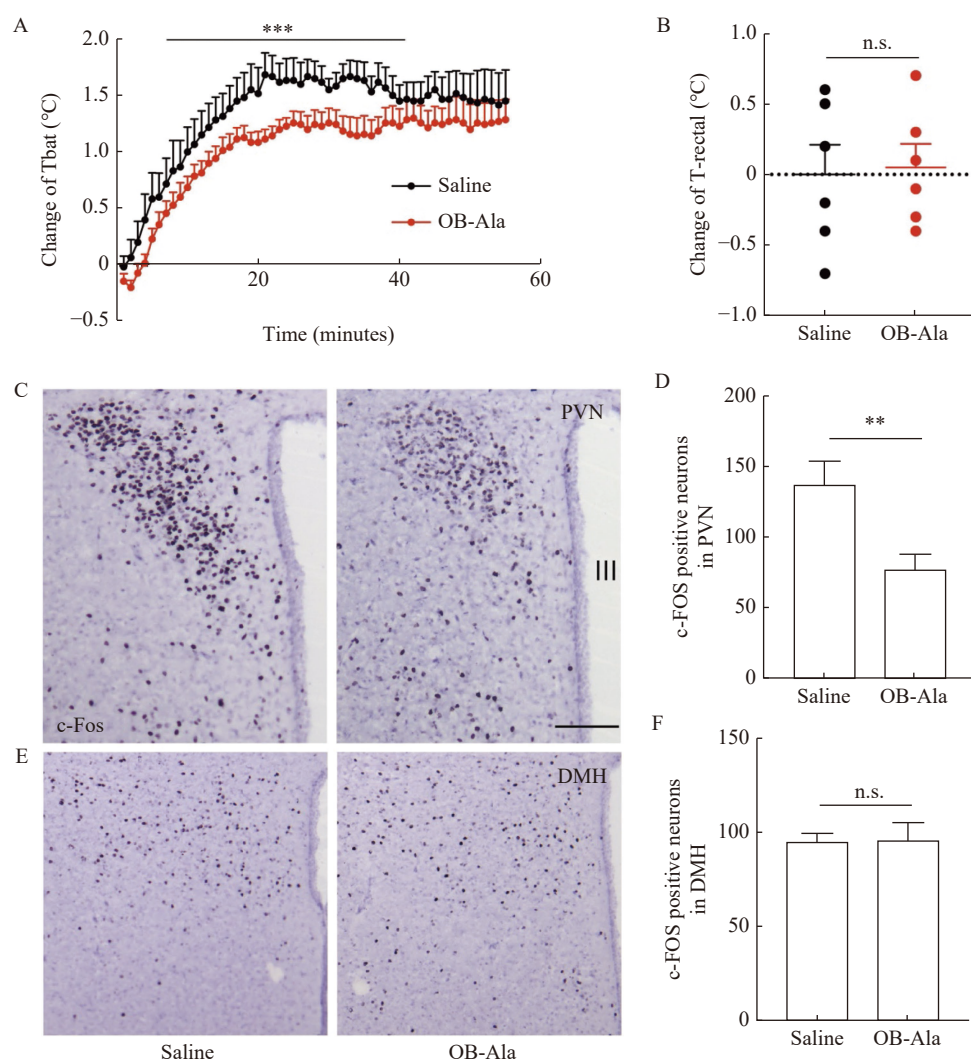 A
***
2.0
1.5
1.0
0.5
0
−0.5
20
40
60
Change of Tbat (°C)
Time (minutes)
Saline
OB-Ala
B
n.s.
1.0
0.5
0
−0.5
−1.0
Change of T-rectal (°C)
Saline
OB-Ala
C
PVN
III
c-Fos
D
**
200
150
100
50
0
c-FOS positive neurons
in PVN
Saline
OB-Ala
E
DMH
Saline
OB-Ala
F
n.s.
150
100
50
0
c-FOS positive neurons
in DMH
Saline
OB-Ala